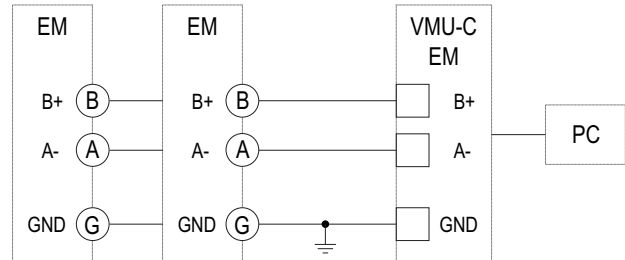 EM
B+ B
A- A
GND G
EM
B+ B
A- A
GND G
VMU-C
EM
B+
A-
GND
PC